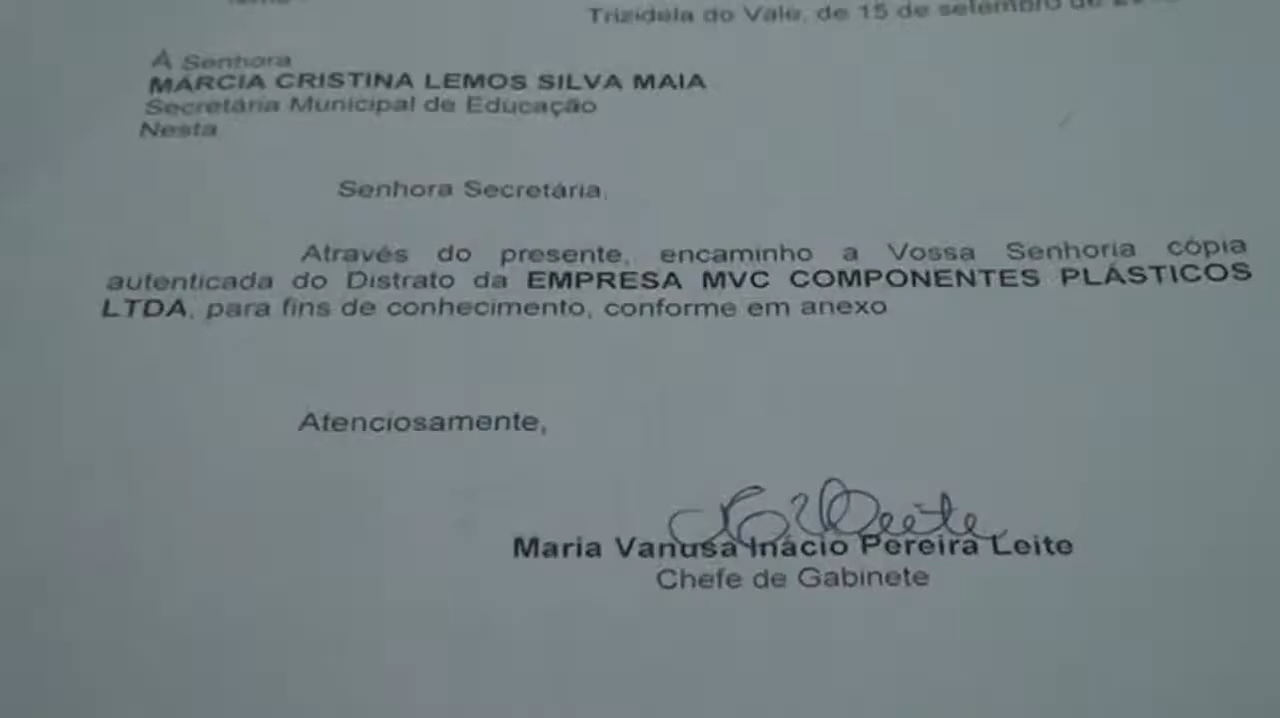 Trizidela do Vale, de 15 de setembro de
À Senhora
MÁRCIA CRISTINA LEMOS SILVA MAIA
Secretária Municipal de Educação
Nesta
Senhora Secretária,
Através do presente, encaminho a Vossa Senhoria cópia
autenticada do Distrato da EMPRESA MVC COMPONENTES PLÁSTICOS
LTDA, para fins de conhecimento, conforme em anexo
Atenciosamente,
Maria Vanusa Inácio Pereira Leite
Chefe de Gabinete